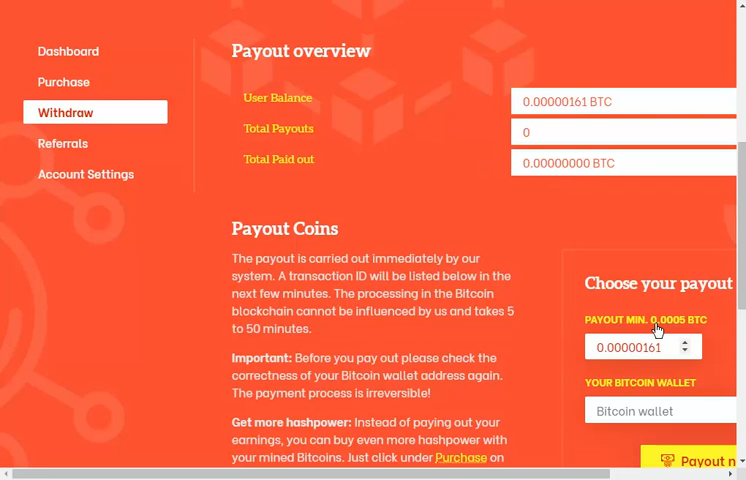 Dashboard
Purchase
Withdraw
Referrals
Account Settings
Payout overview
User Balance
0.00000161 BTC
Total Payouts
0
Total Paid out
0.00000000 BTC
Payout Coins
The payout is carried out immediately by our
system. A transaction ID will be listed below in the
next few minutes. The processing in the Bitcoin
blockchain cannot be influenced by us and takes 5
to 50 minutes.
Important: Before you pay out please check the
correctness of your Bitcoin wallet address again.
The payment process is irreversible!
Get more hashpower: Instead of paying out your
earnings, you can buy even more hashpower with
your mined Bitcoins. Just click under Purchase on
Choose your payout
PAYOUT MIN. 0.0005 BTC
0.00000161
YOUR BITCOIN WALLET
Bitcoin wallet
Payout n